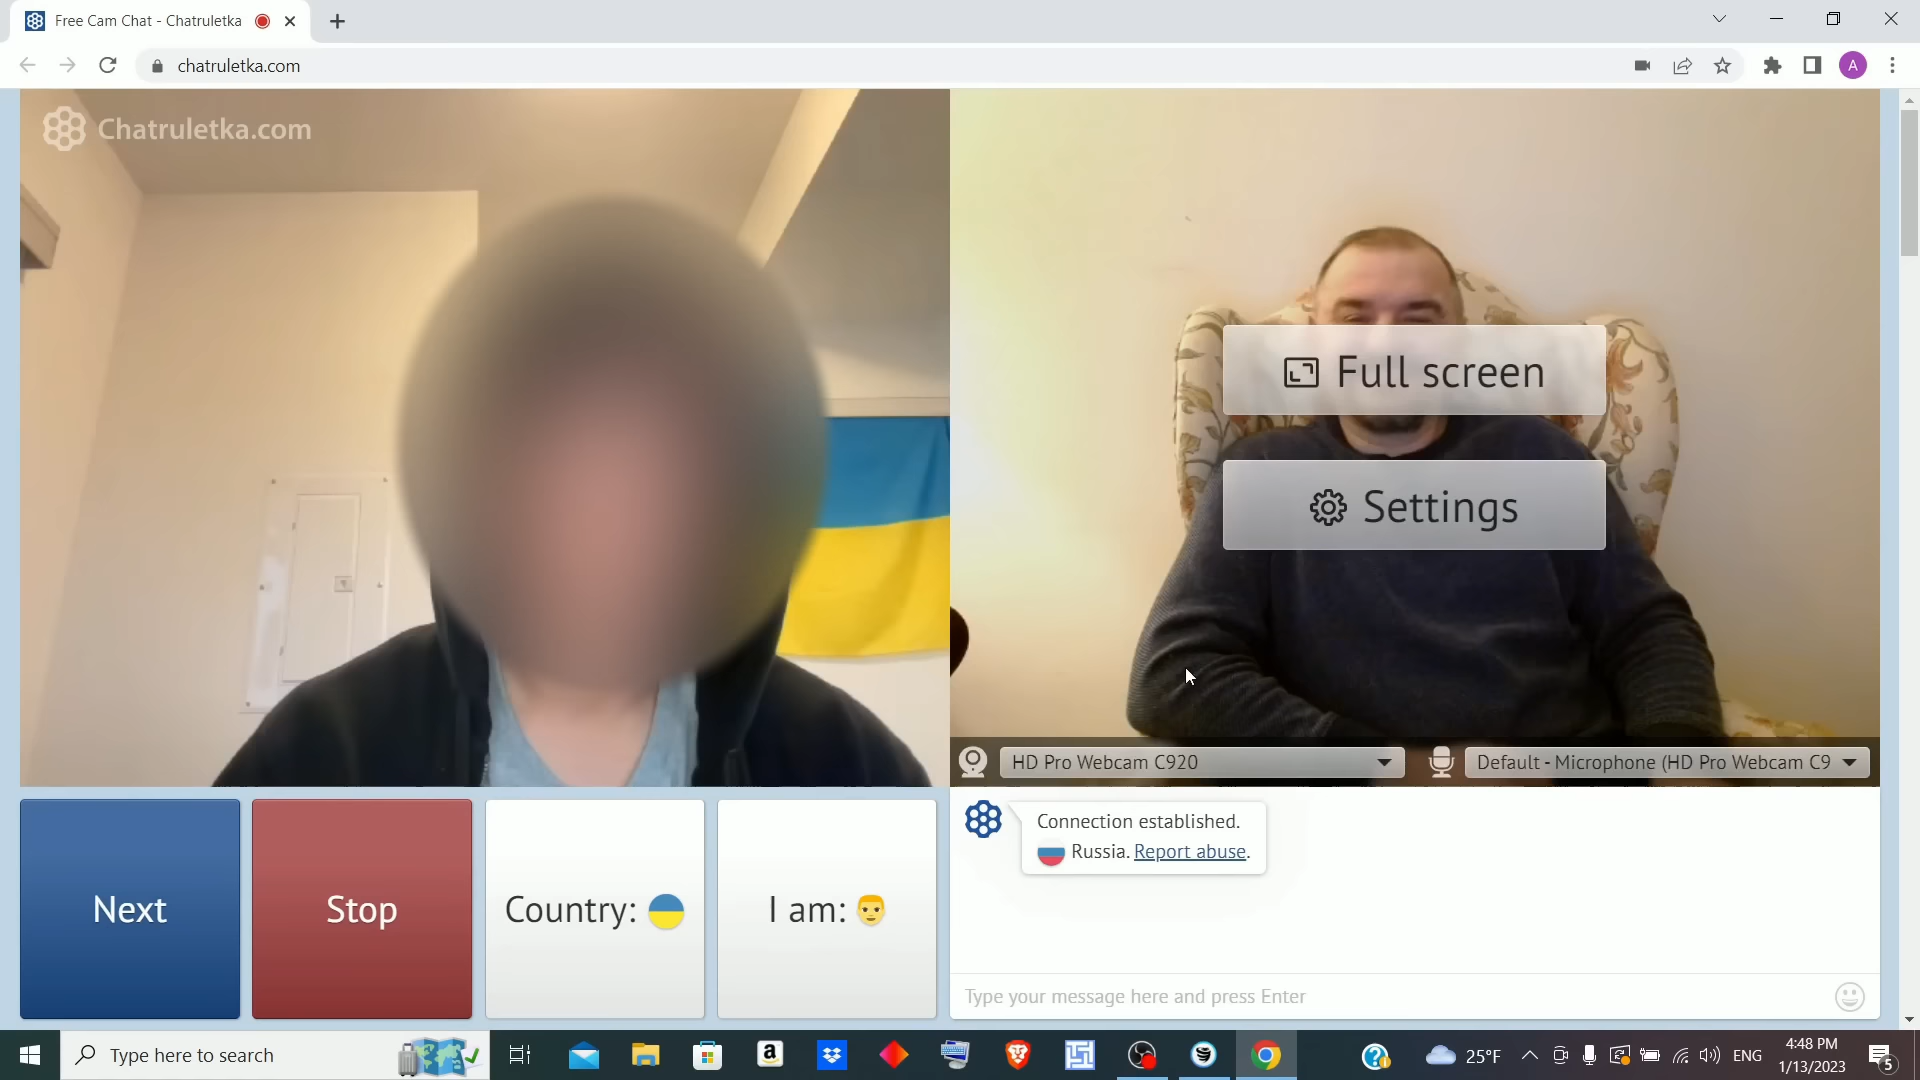 Free Cam Chat - Chatruletka
chatruletka.com
A
Chatruletka.com
Full screen
Settings
HD Pro Webcam C920
Default - Microphone (HD Pro Webcam C9
Next
Stop
Country:
I am:
Connection established.
Russia. Report abuse.
Type your message here and press Enter
Type here to search
25°F
ENG
4:48 PM
1/13/2023
5